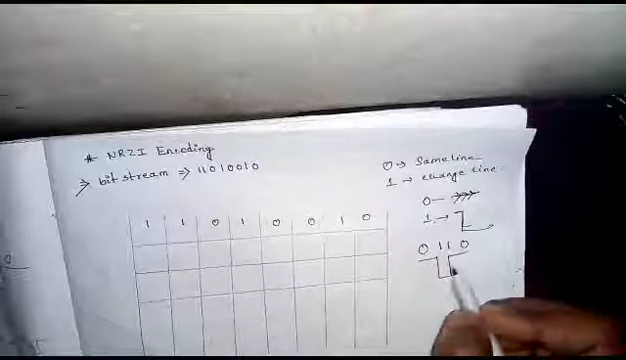 * NRZI Encoding
⇒ bit stream ⇒ 11010010
1 1 0 1 0 0 1 0
0 → Same line
1 → change line
0 —
1 →
0 1 1 0